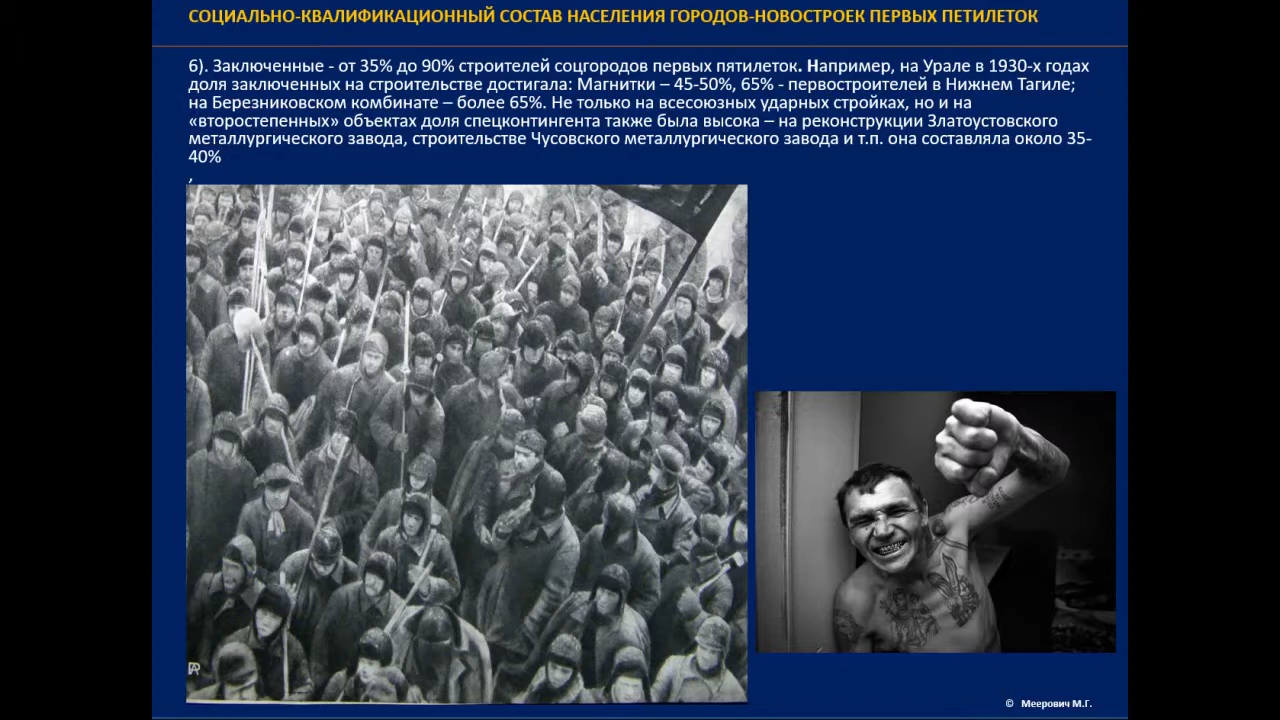 СОЦИАЛЬНО-КВАЛИФИКАЦИОННЫЙ СОСТАВ НАСЕЛЕНИЯ ГОРОДОВ-НОВОСТРОЕК ПЕРВЫХ ПЕТИЛЕТОК
6). Заключенные - от 35% до 90% строителей соцгородов первых пятилеток. Например, на Урале в 1930-х годах
доля заключенных на строительстве достигала: Магнитки – 45-50%, 65% - первостроителей в Нижнем Тагиле;
на Березниковском комбинате – более 65%. Не только на всесоюзных ударных стройках, но и на
«второстепенных» объектах доля спецконтингента также была высока – на реконструкции Златоустовского
металлургического завода, строительстве Чусовского металлургического завода и т.п. она составляла около 35-
40%
,
© Меерович М.Г.